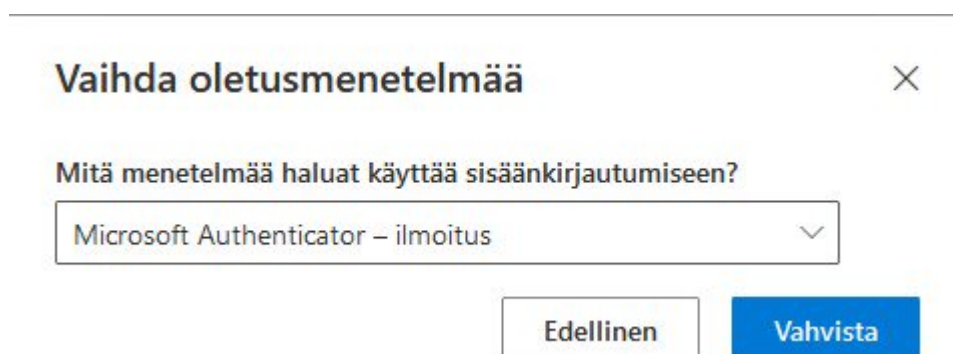 Vaihda oletusmenetelmää
Mitä menetelmää haluat käyttää sisäänkirjautumiseen?
Microsoft Authenticator – ilmoitus
Edellinen Vahvista